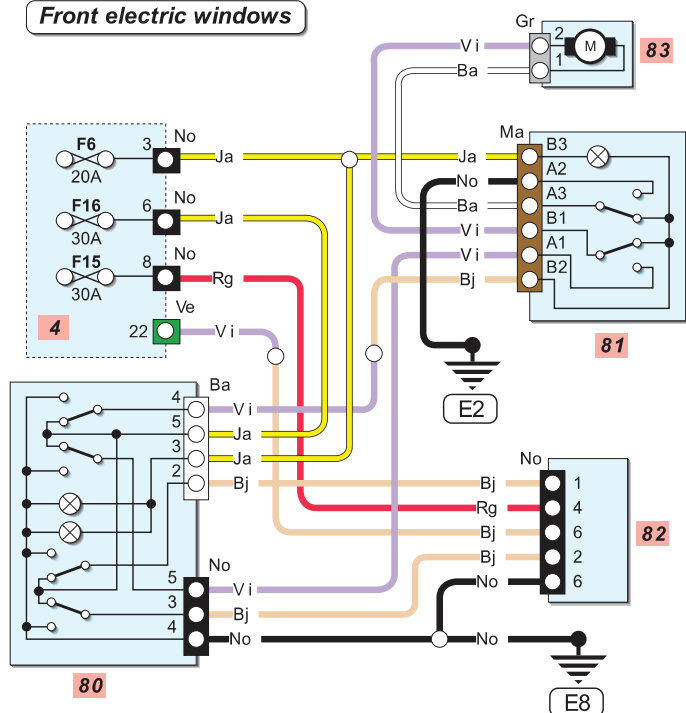 Front electric windows
Gr
Vi 2 M
Ba 1
83
F6 3 No
20A Ja Ja
Ma
B3
No A2
F16 6 No
30A Ja
Ba A3
Vi B1
F15 8 No
30A Rg
Vi A1
Bj B2
Ve
4 22 Vi
81
E2
Ba
4 Vi
5 Ja
3 Ja
2 Bj
No
Bj 1
Rg 4
Bj 6
Bj 2
No 6
82
No
5 Vi
3 Bj
4 No No
80
E8